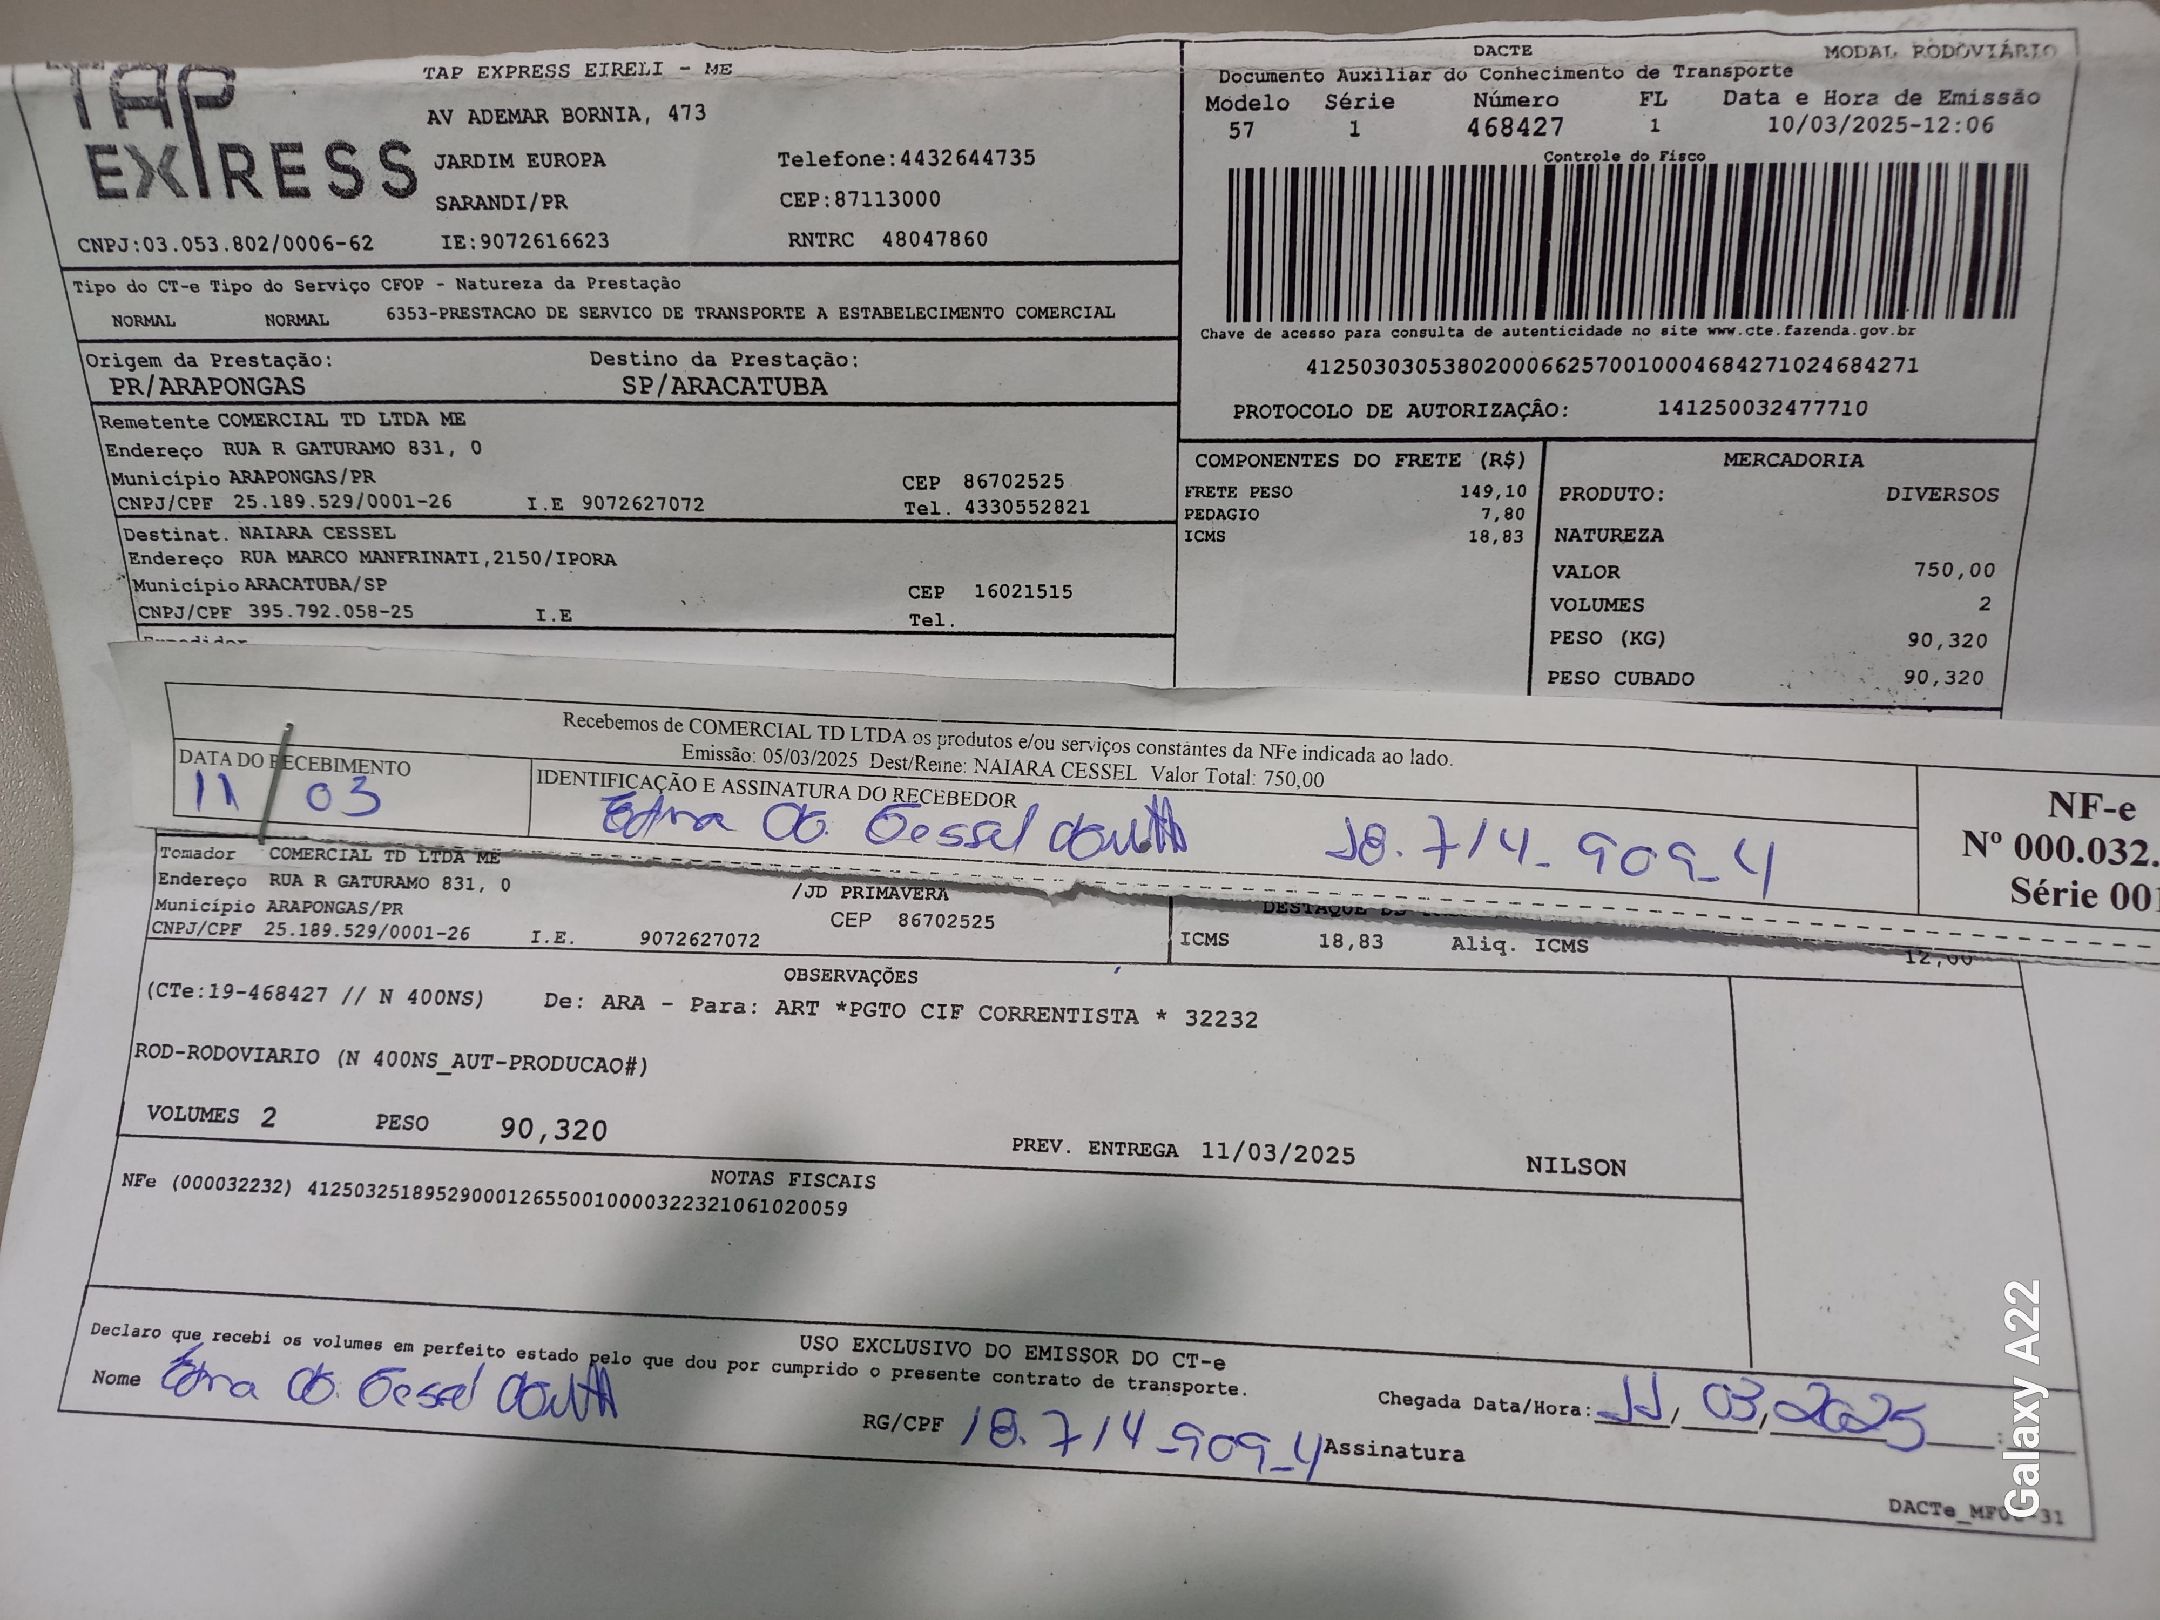 TAP EXPRESS
TAP EXPRESS EIRELI - ME
AV ADEMAR BORNIA, 473
JARDIM EUROPA Telefone:4432644735
SARANDI/PR CEP:87113000
CNPJ:03.053.802/0006-62 IE:9072616623 RNTRC 48047860
DACTE MODAL RODOVIÁRIO
Documento Auxiliar do Conhecimento de Transporte
Modelo Série Número FL Data e Hora de Emissão
57 1 468427 1 10/03/2025-12:06
Controle do Fisco
Chave de acesso para consulta de autenticidade no site www.cte.fazenda.gov.br
41250303053802000662570010004684271024684271
PROTOCOLO DE AUTORIZAÇÃO: 141250032477710
Tipo do CT-e Tipo do Serviço CFOP - Natureza da Prestação
NORMAL NORMAL 6353-PRESTACAO DE SERVICO DE TRANSPORTE A ESTABELECIMENTO COMERCIAL
Origem da Prestação: Destino da Prestação:
PR/ARAPONGAS SP/ARACATUBA
Remetente COMERCIAL TD LTDA ME
Endereço RUA R GATURAMO 831, 0
Município ARAPONGAS/PR CEP 86702525
CNPJ/CPF 25.189.529/0001-26 I.E 9072627072 Tel. 4330552821
Destinat. NAIARA CESSEL
Endereço RUA MARCO MANFRINATI,2150/IPORA
Município ARACATUBA/SP CEP 16021515
CNPJ/CPF 395.792.058-25 I.E Tel.
COMPONENTES DO FRETE (R$)
FRETE PESO 149,10
PEDAGIO 7,80
ICMS 18,83
MERCADORIA
PRODUTO: DIVERSOS
NATUREZA
VALOR 750,00
VOLUMES 2
PESO (KG) 90,320
PESO CUBADO 90,320
Recebemos de COMERCIAL TD LTDA os produtos e/ou serviços constantes da NFe indicada ao lado.
Emissão: 05/03/2025 Dest/Reme: NAIARA CESSEL Valor Total: 750,00
DATA DO RECEBIMENTO IDENTIFICAÇÃO E ASSINATURA DO RECEBEDOR
11 / 03 18.714-909-4
NF-e
Nº 000.032.
Série 001
Tomador COMERCIAL TD LTDA ME
Endereço RUA R GATURAMO 831, 0 /JD PRIMAVERA
Município ARAPONGAS/PR CEP 86702525
CNPJ/CPF 25.189.529/0001-26 I.E. 9072627072
ICMS 18,83 Aliq. ICMS 12,00
OBSERVAÇÕES
(CTe:19-468427 // N 400NS) De: ARA - Para: ART *PGTO CIF CORRENTISTA * 32232
ROD-RODOVIARIO (N 400NS_AUT-PRODUCAO#)
VOLUMES 2 PESO 90,320 PREV. ENTREGA 11/03/2025 NILSON
NOTAS FISCAIS
NFe (000032232) 41250325189529000126550010000322321061020059
USO EXCLUSIVO DO EMISSOR DO CT-e
Declaro que recebi os volumes em perfeito estado pelo que dou por cumprido o presente contrato de transporte.
Nome RG/CPF 18.714-909-4 Assinatura Chegada Data/Hora: 11, 03, 2025 :
Galaxy A22